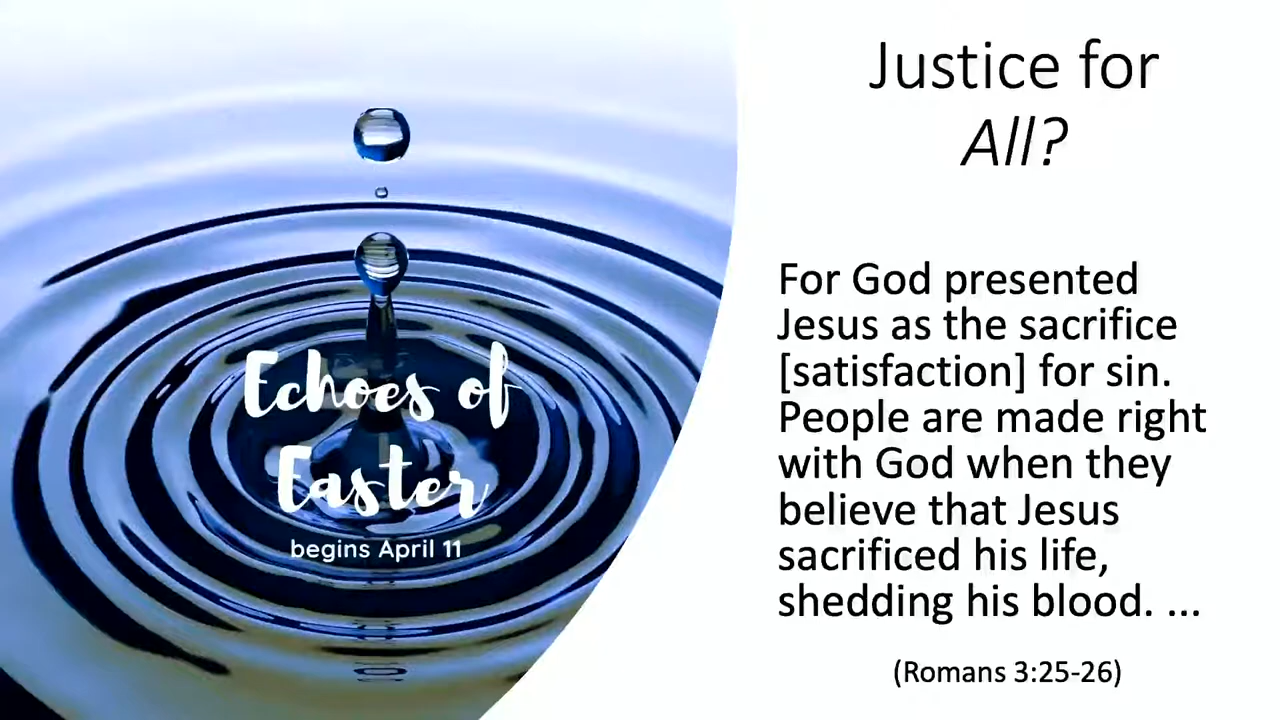 Echoes of
Easter
begins April 11
Justice for
All?
For God presented
Jesus as the sacrifice
[satisfaction] for sin.
People are made right
with God when they
believe that Jesus
sacrificed his life,
shedding his blood. ...
(Romans 3:25-26)